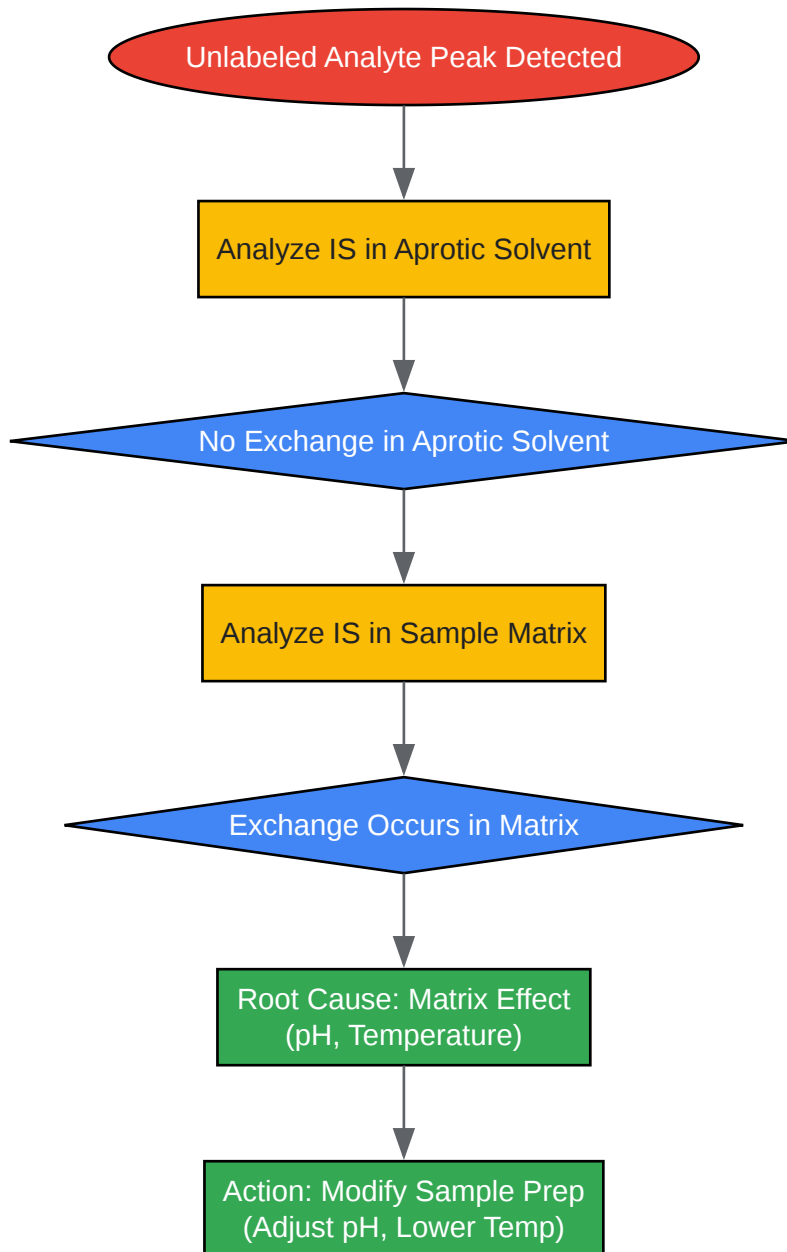 Unlabeled Analyte Peak Detected
Analyze IS in Aprotic Solvent
No Exchange in Aprotic Solvent
Analyze IS in Sample Matrix
Exchange Occurs in Matrix
Root Cause: Matrix Effect
(pH, Temperature)
Action: Modify Sample Prep
(Adjust pH, Lower Temp)